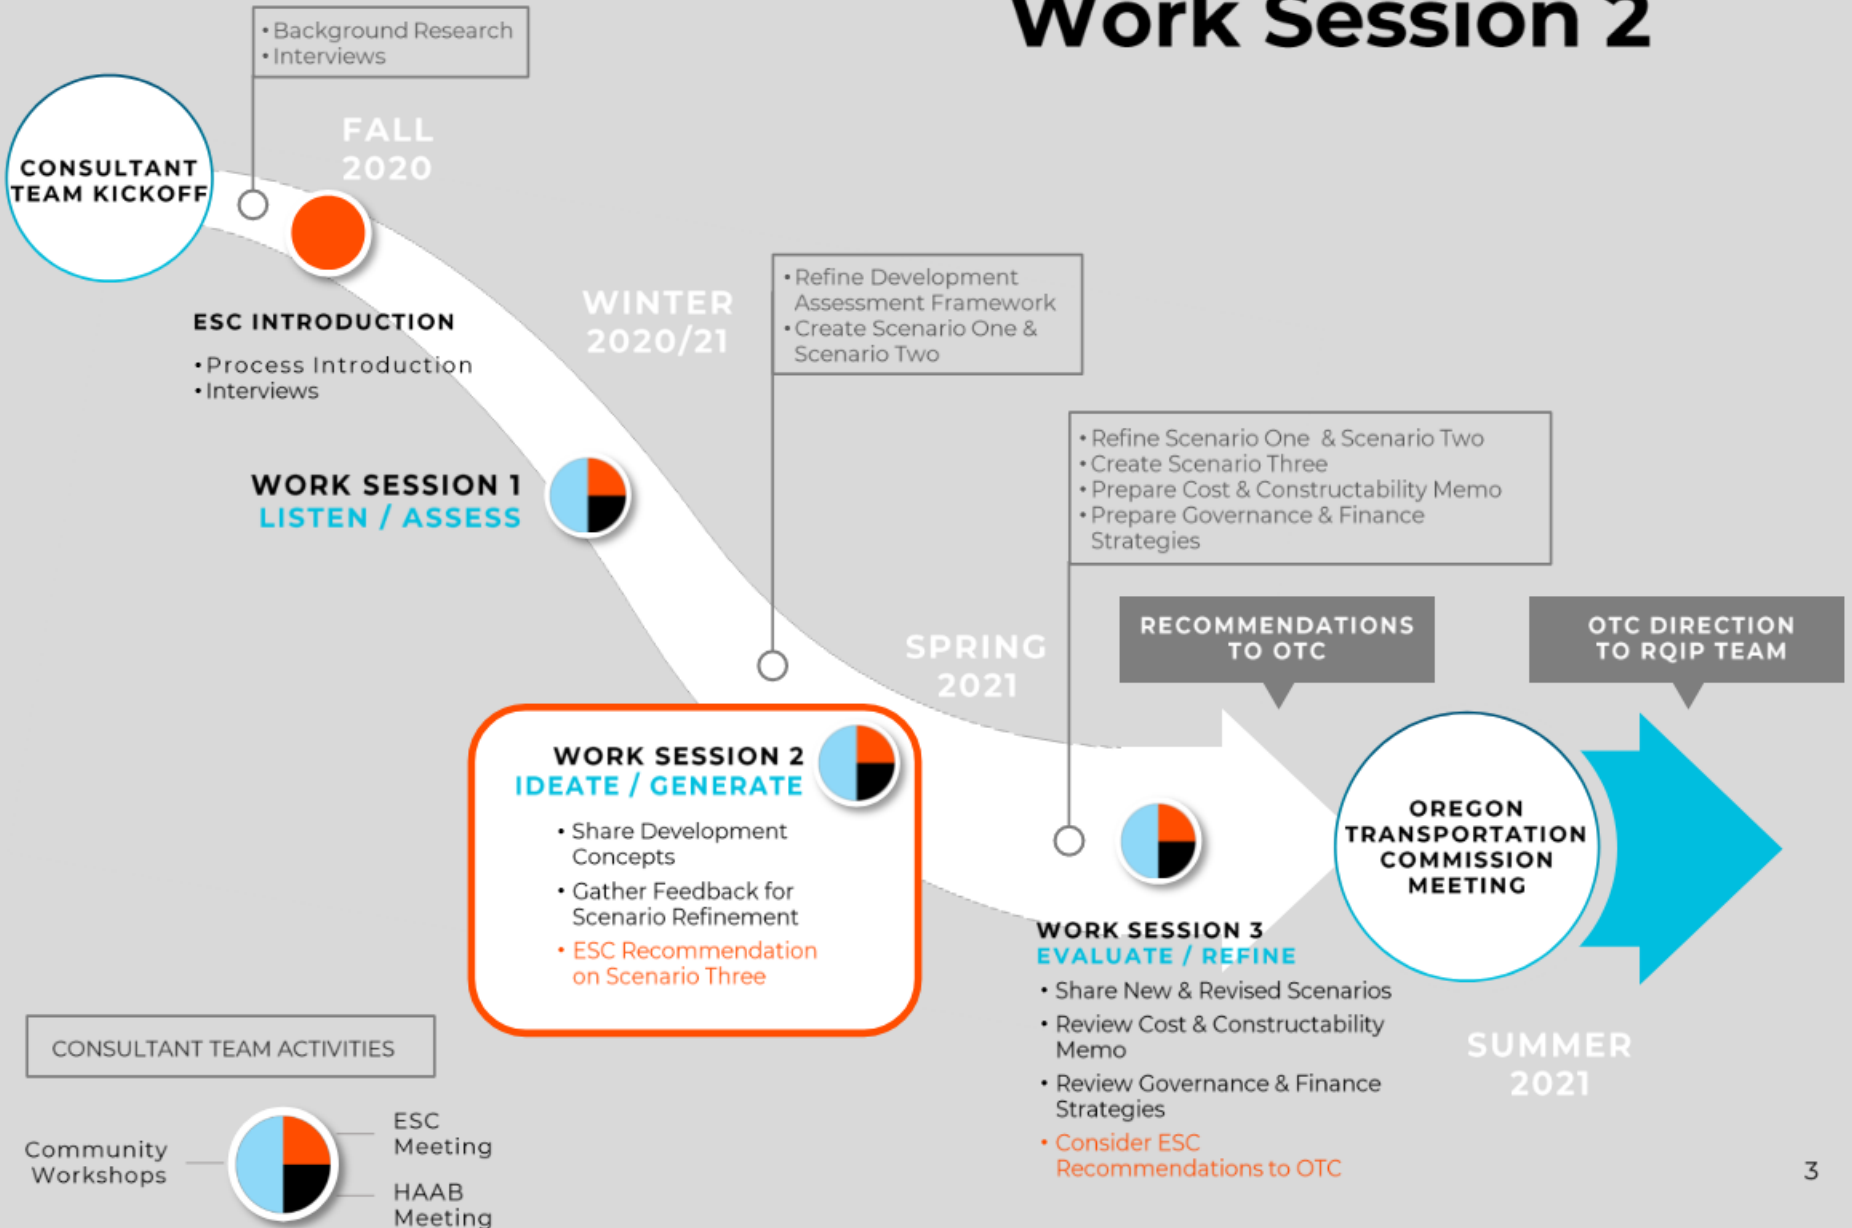 Work Session 2
• Background Research
• Interviews
CONSULTANT
TEAM KICKOFF
FALL
2020
ESC INTRODUCTION
• Process Introduction
• Interviews
WINTER
2020/21
• Refine Development
Assessment Framework
• Create Scenario One &
Scenario Two
WORK SESSION 1
LISTEN / ASSESS
• Refine Scenario One & Scenario Two
• Create Scenario Three
• Prepare Cost & Constructability Memo
• Prepare Governance & Finance
Strategies
SPRING
2021
RECOMMENDATIONS
TO OTC
OTC DIRECTION
TO RQIP TEAM
WORK SESSION 2
IDEATE / GENERATE
• Share Development
Concepts
• Gather Feedback for
Scenario Refinement
• ESC Recommendation
on Scenario Three
OREGON
TRANSPORTATION
COMMISSION
MEETING
WORK SESSION 3
EVALUATE / REFINE
• Share New & Revised Scenarios
• Review Cost & Constructability
Memo
• Review Governance & Finance
Strategies
• Consider ESC
Recommendations to OTC
SUMMER
2021
CONSULTANT TEAM ACTIVITIES
Community
Workshops
ESC
Meeting
HAAB
Meeting
3